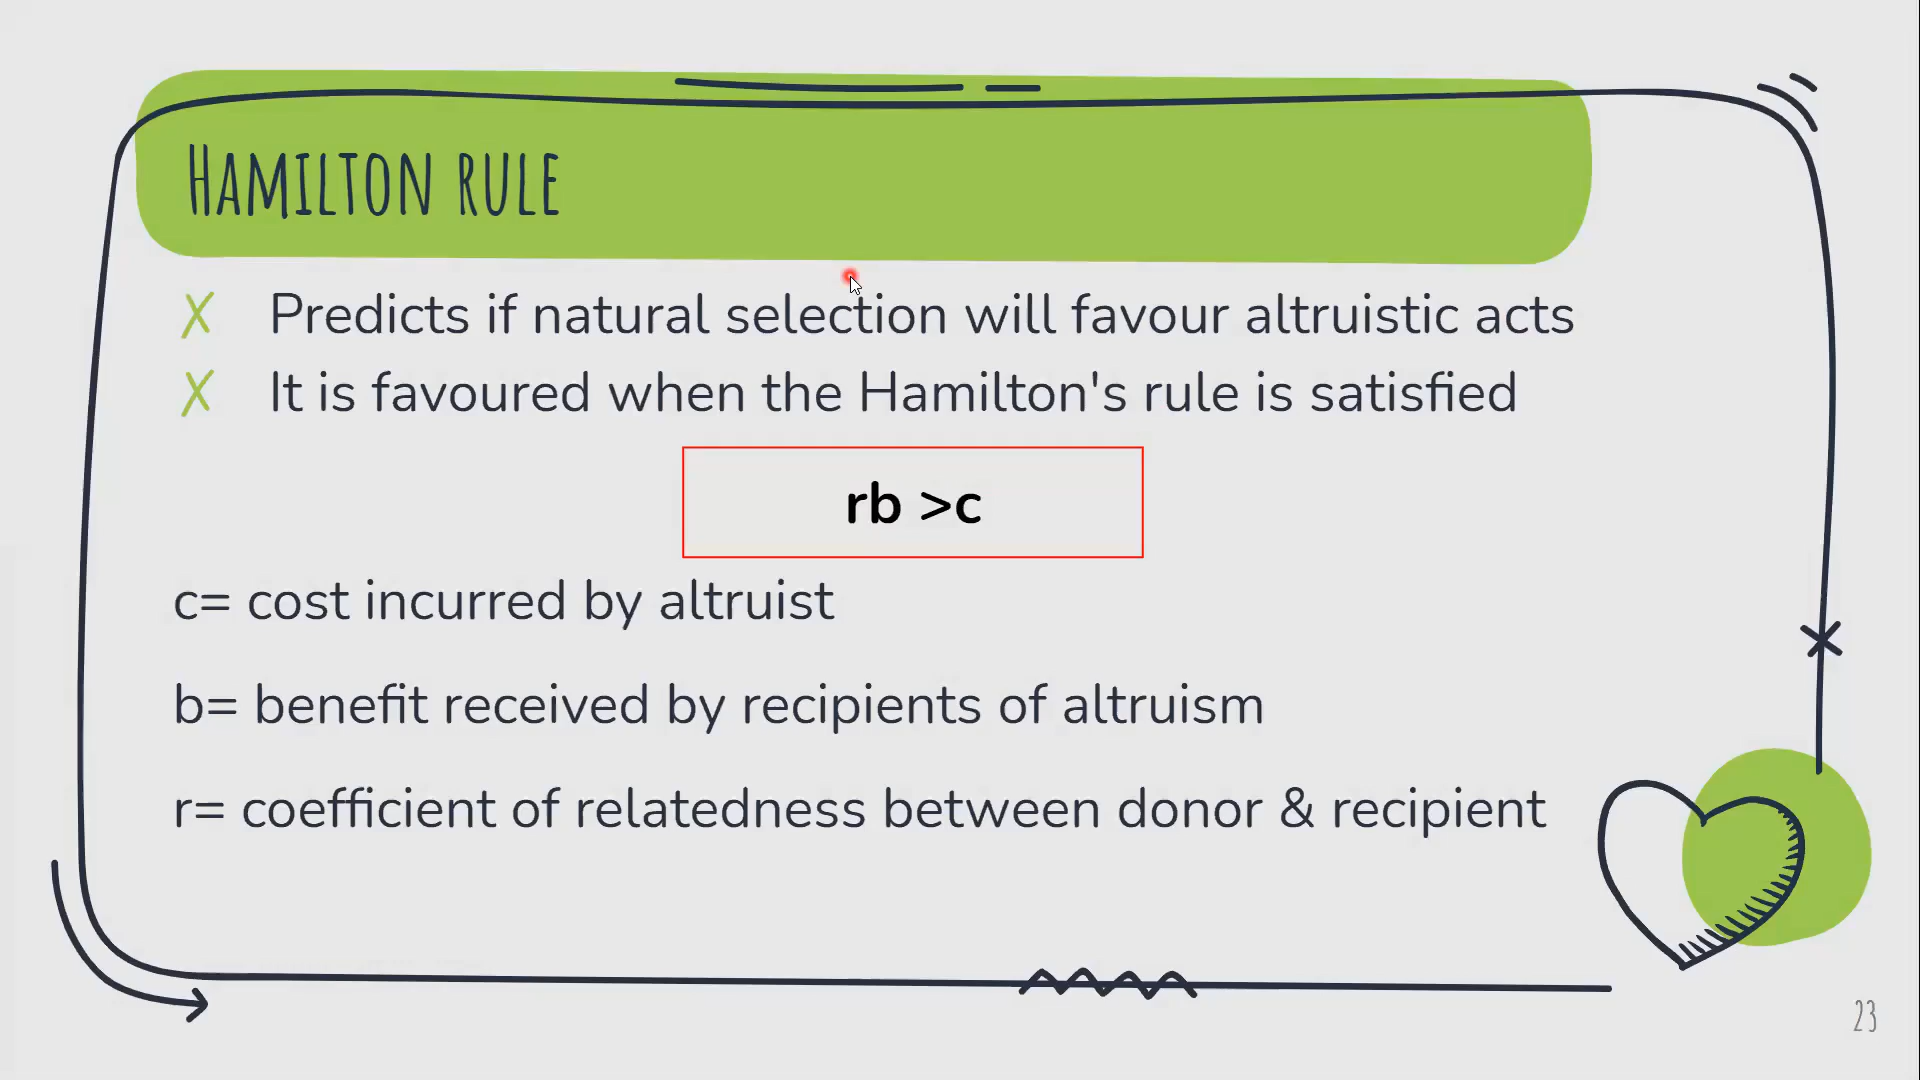 HAMILTON RULE
Predicts if natural selection will favour altruistic acts
It is favoured when the Hamilton's rule is satisfied
rb >c
c= cost incurred by altruist
b= benefit received by recipients of altruism
r= coefficient of relatedness between donor & recipient
23